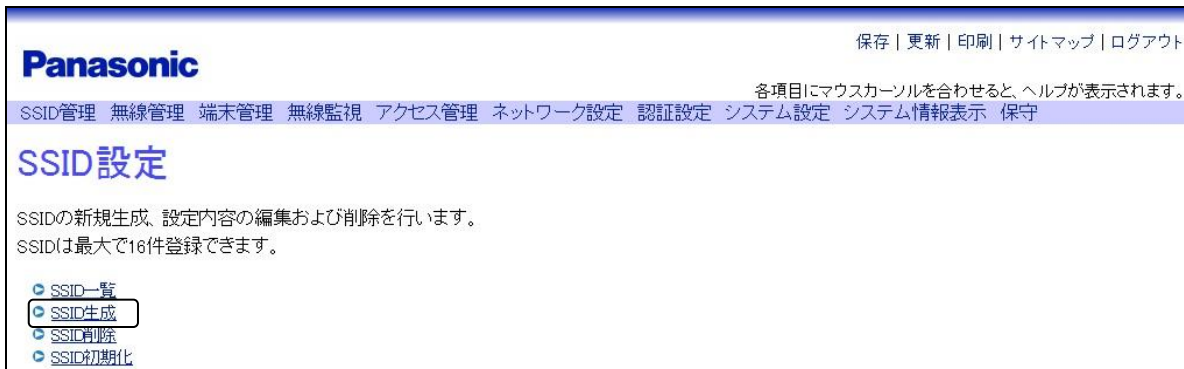 保存 | 更新 | 印刷 | サイトマップ | ログアウト
Panasonic
各項目にマウスカーソルを合わせると、ヘルプが表示されます。
SSID管理 無線管理 端末管理 無線監視 アクセス管理 ネットワーク設定 認証設定 システム設定 システム情報表示 保守
SSID設定
SSIDの新規生成、設定内容の編集および削除を行います。
SSIDは最大で16件登録できます。
SSID一覧
SSID生成
SSID削除
SSID初期化